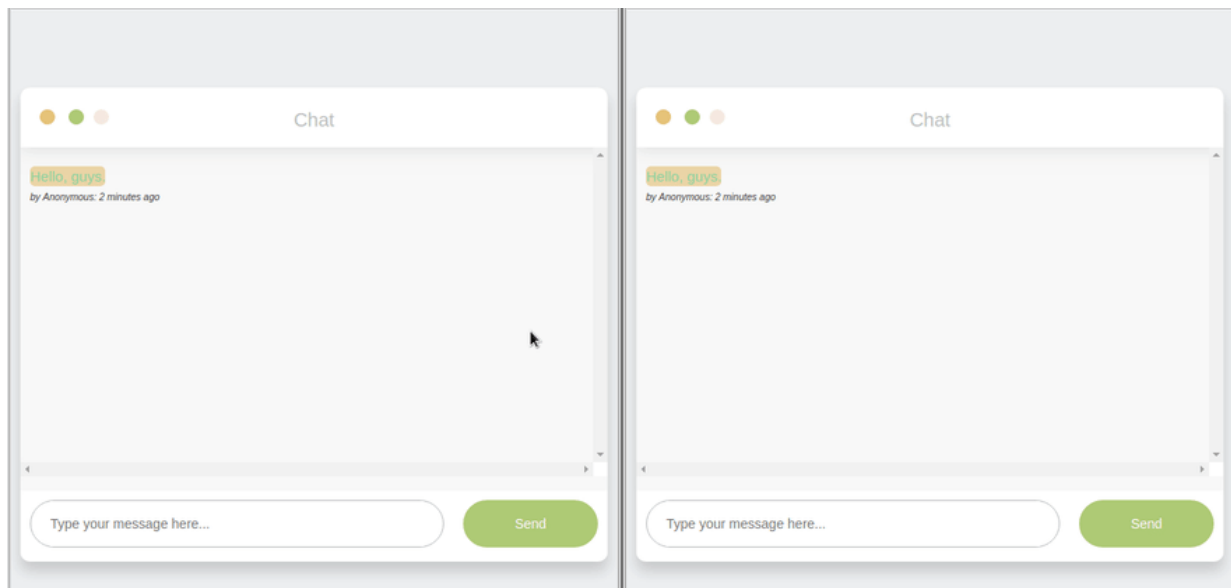 Chat
Hello, guys.
by Anonymous: 2 minutes ago
Type your message here...
Send
Chat
Hello, guys.
by Anonymous: 2 minutes ago
Type your message here...
Send